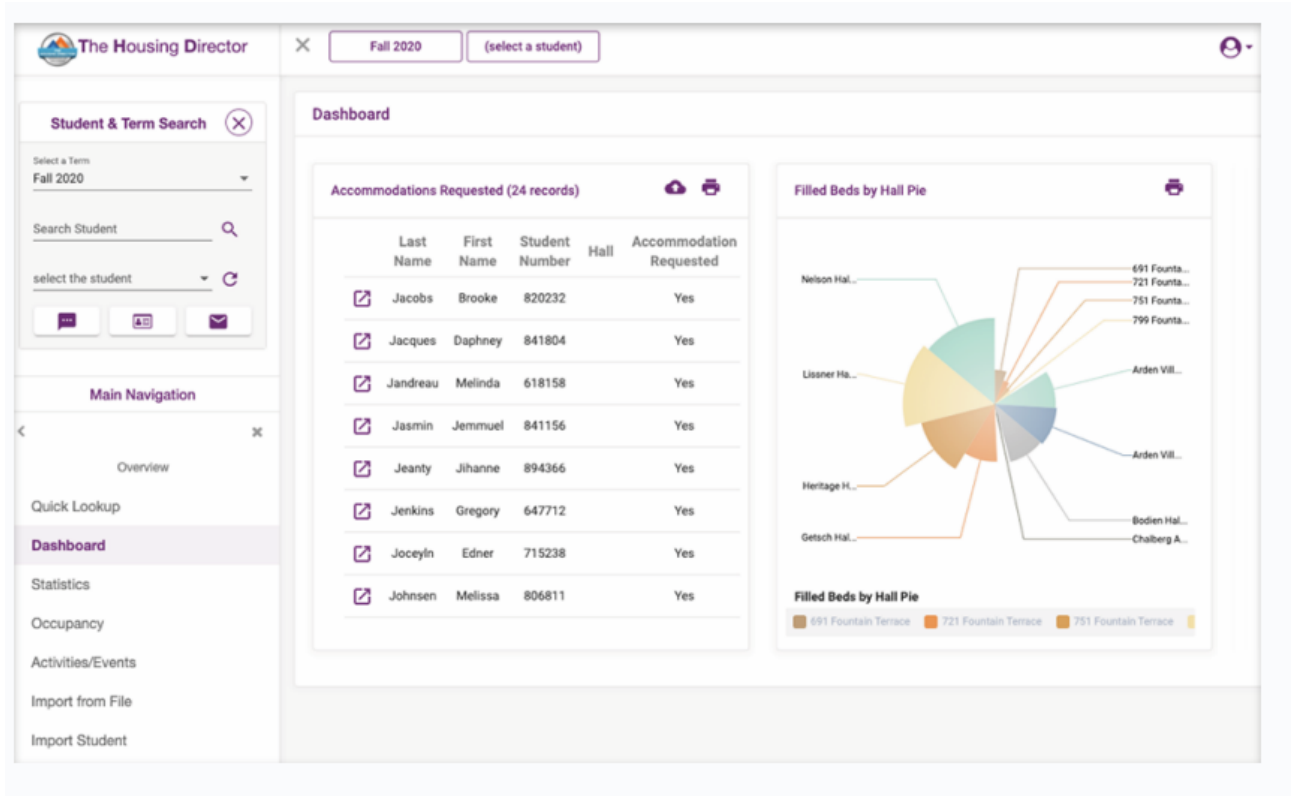 The Housing Director
Fall 2020
(select a student)
Student & Term Search
Select a Term
Fall 2020
Search Student
select the student
Main Navigation
Overview
Quick Lookup
Dashboard
Statistics
Occupancy
Activities/Events
Import from File
Import Student
Dashboard
Accommodations Requested (24 records)
Last Name First Name Student Number Hall Accommodation Requested
Jacobs Brooke 820232 Yes
Jacques Daphney 841804 Yes
Jandreau Melinda 618158 Yes
Jasmin Jemmuel 841156 Yes
Jeanty Jihanne 894366 Yes
Jenkins Gregory 647712 Yes
Joceyln Edner 715238 Yes
Johnsen Melissa 806811 Yes
Filled Beds by Hall Pie
691 Founta...
721 Founta...
751 Founta...
799 Founta...
Nelson Hal...
Lissner Ha...
Arden Vill...
Arden Vill...
Heritage H...
Getsch Hal...
Bodien Hal...
Chalberg A...
Filled Beds by Hall Pie
691 Fountain Terrace 721 Fountain Terrace 751 Fountain Terrace